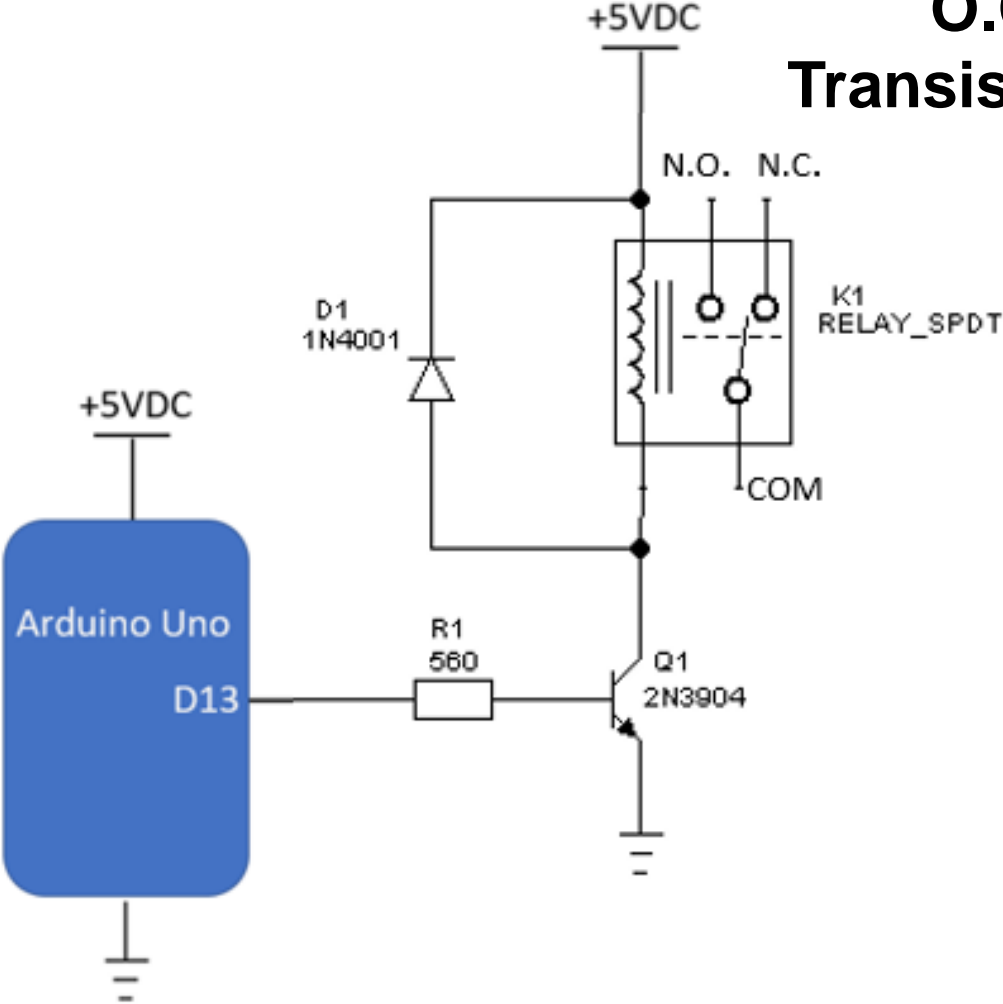 +5VDC
Transis
N.O. N.C.
D1
1N4001
K1
RELAY_SPDT
+5VDC
COM
Arduino Uno
R1
560
Q1
2N3904
D13